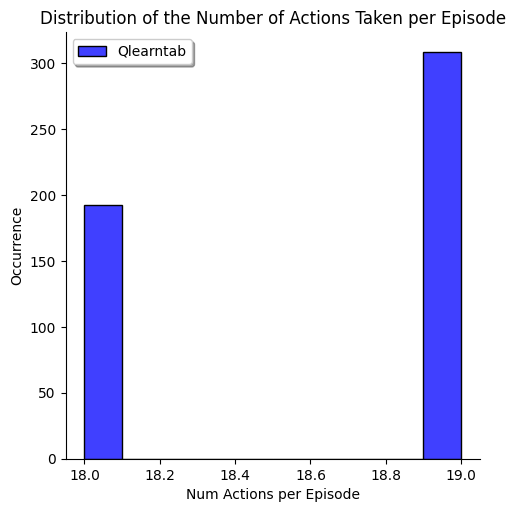 Distribution of the Number of Actions Taken per Episode
Qlearntab
300
250
200
150
100
50
0
Occurrence
18.0 18.2 18.4 18.6 18.8 19.0
Num Actions per Episode